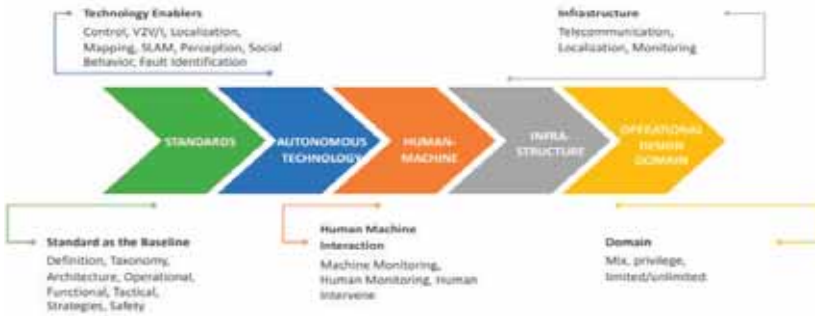 Technology Enablers
Control, V2V/I, Localization,
Mapping, SLAM, Perception, Social
Behavior, Fault Identification
Infrastructure
Telecommunication,
Localization, Monitoring
STANDARDS
AUTONOMOUS
TECHNOLOGY
HUMAN-
MACHINE
INFRA-
STRUCTURE
OPERATIONAL
DESIGN
DOMAIN
Standard as the Baseline
Definition, Taxonomy,
Architecture, Operational,
Functional, Tactical,
Strategies, Safety
Human Machine
Interaction
Machine Monitoring,
Human Monitoring, Human
Intervene
Domain
Mix, privilege,
limited/unlimited